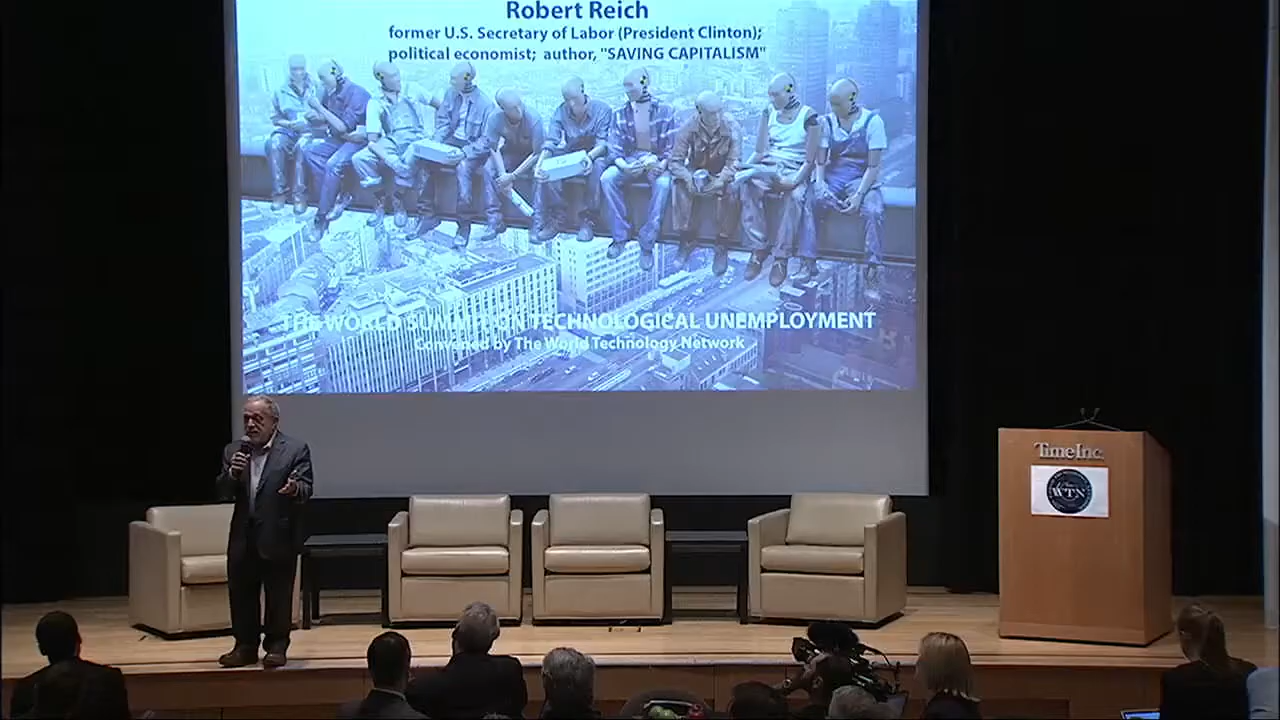 Robert Reich
former U.S. Secretary of Labor (President Clinton);
political economist; author, "SAVING CAPITALISM"
THE WORLD SUMMIT ON TECHNOLOGICAL UNEMPLOYMENT
Convened by The World Technology Network
Time Inc.
WTN